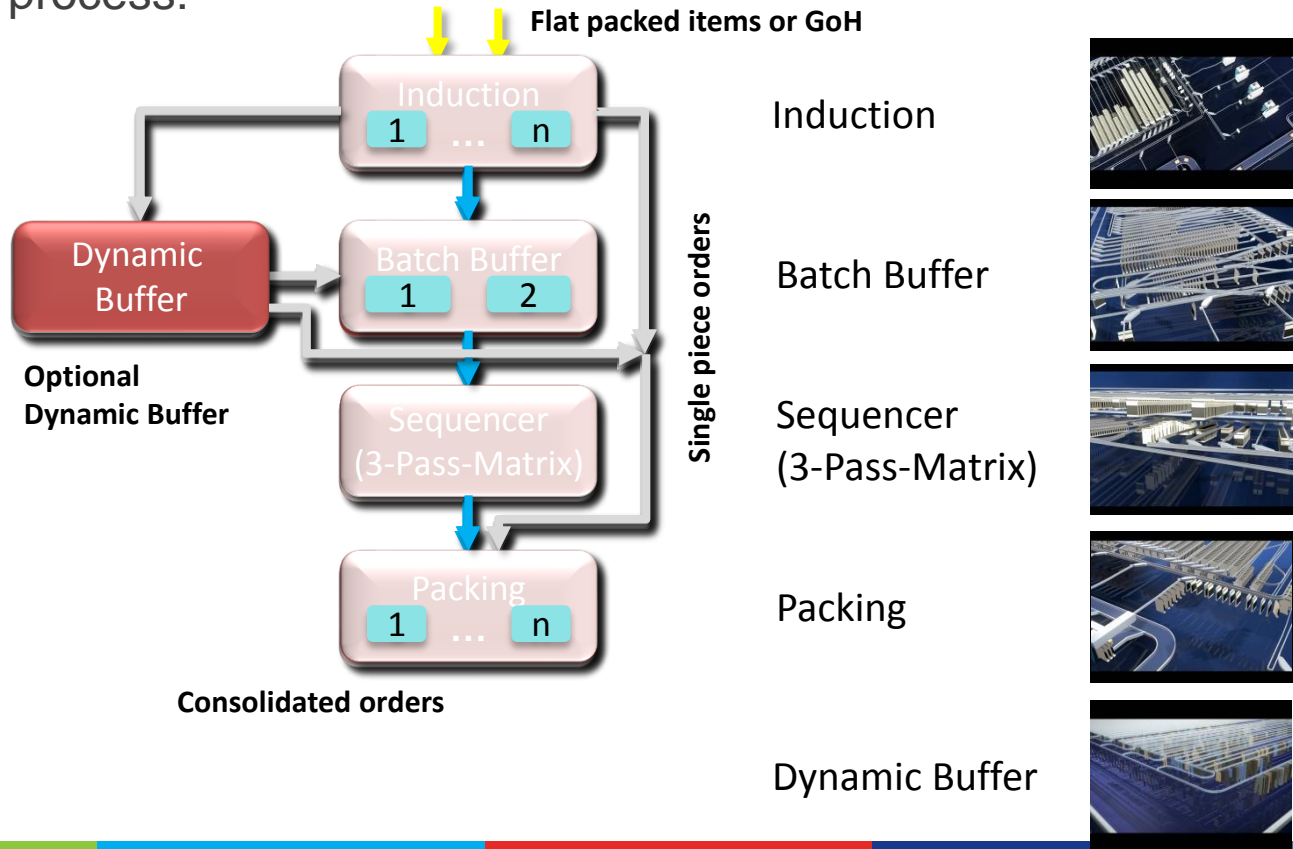 process.
Flat packed items or GoH
Induction
1 ... n
Dynamic
Buffer
Batch Buffer
1 2
Optional
Dynamic Buffer
Sequencer
(3-Pass-Matrix)
Single piece orders
Packing
1 ... n
Consolidated orders
Induction
Batch Buffer
Sequencer
(3-Pass-Matrix)
Packing
Dynamic Buffer